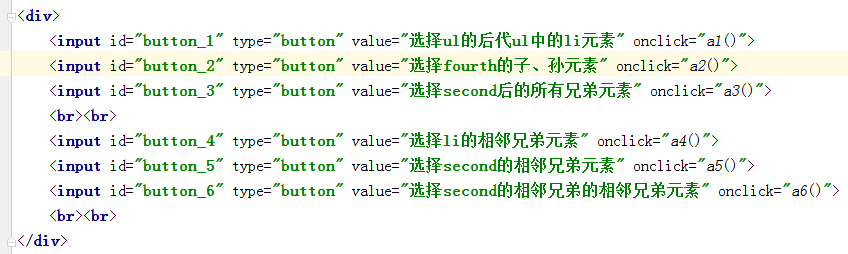 <div>
<input id="button_1" type="button" value="选择ul的后代ul中的li元素" onclick="a1()">
<input id="button_2" type="button" value="选择fourth的子、孙元素" onclick="a2()">
<input id="button_3" type="button" value="选择second后的所有兄弟元素" onclick="a3()">
<br><br>
<input id="button_4" type="button" value="选择li的相邻兄弟元素" onclick="a4()">
<input id="button_5" type="button" value="选择second的相邻兄弟元素" onclick="a5()">
<input id="button_6" type="button" value="选择second的相邻兄弟的相邻兄弟元素" onclick="a6()">
<br><br>
</div>